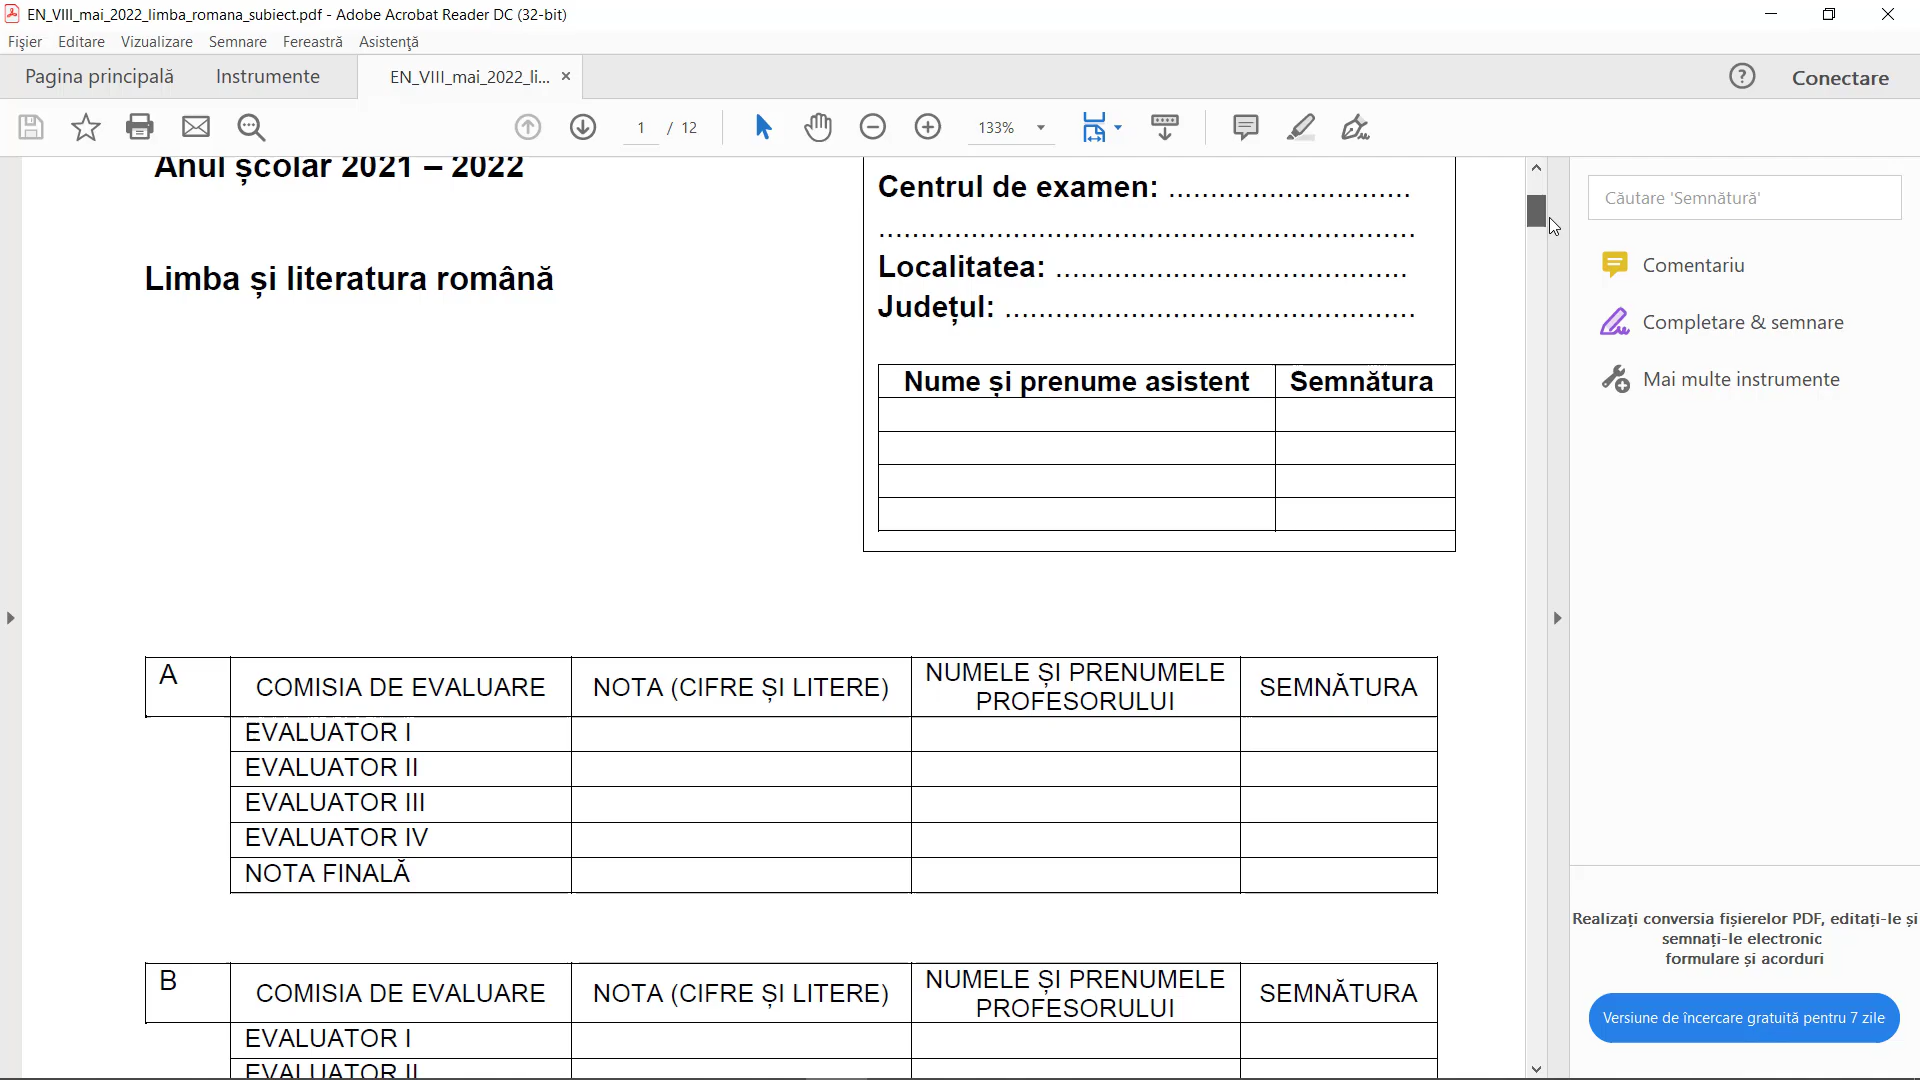 EN_VIII_mai_2022_limba_romana_subiect.pdf - Adobe Acrobat Reader DC (32-bit)
Fișier Editare Vizualizare Semnare Fereastră Asistență
Pagina principală Instrumente EN_VIII_mai_2022_li... × Conectare
1 / 12 133%
Anul școlar 2021 – 2022
Centrul de examen: .............................
................................................................
Limba și literatura română
Localitatea: ..........................................
Județul: .................................................
Nume și prenume asistent Semnătura
A COMISIA DE EVALUARE NOTA (CIFRE ȘI LITERE) NUMELE ȘI PRENUMELE PROFESORULUI SEMNĂTURA
EVALUATOR I
EVALUATOR II
EVALUATOR III
EVALUATOR IV
NOTA FINALĂ
B COMISIA DE EVALUARE NOTA (CIFRE ȘI LITERE) NUMELE ȘI PRENUMELE PROFESORULUI SEMNĂTURA
EVALUATOR I
EVALUATOR II
Căutare 'Semnătură'
Comentariu
Completare & semnare
Mai multe instrumente
Realizați conversia fișierelor PDF, editați-le și
semnați-le electronic
formulare și acorduri
Versiune de încercare gratuită pentru 7 zile